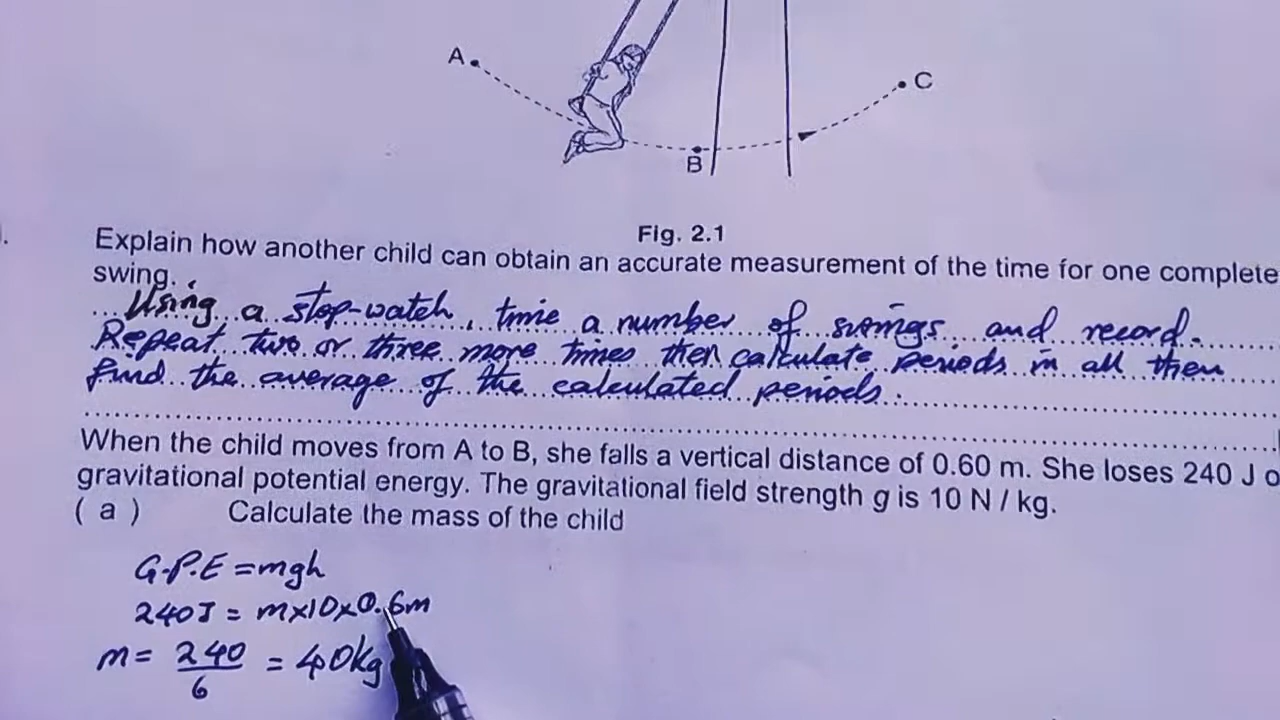 A
C
B
Fig. 2.1
Explain how another child can obtain an accurate measurement of the time for one complete
swing.
Using a stop-watch, time a number of swings, and record.
Repeat two or three more times then calculate periods in all then
find the average of the calculated periods.
When the child moves from A to B, she falls a vertical distance of 0.60 m. She loses 240 J o
gravitational potential energy. The gravitational field strength g is 10 N / kg.
( a ) Calculate the mass of the child
G.P.E = mgh
240J = m×10×0.6m
m = 240/6 = 40kg